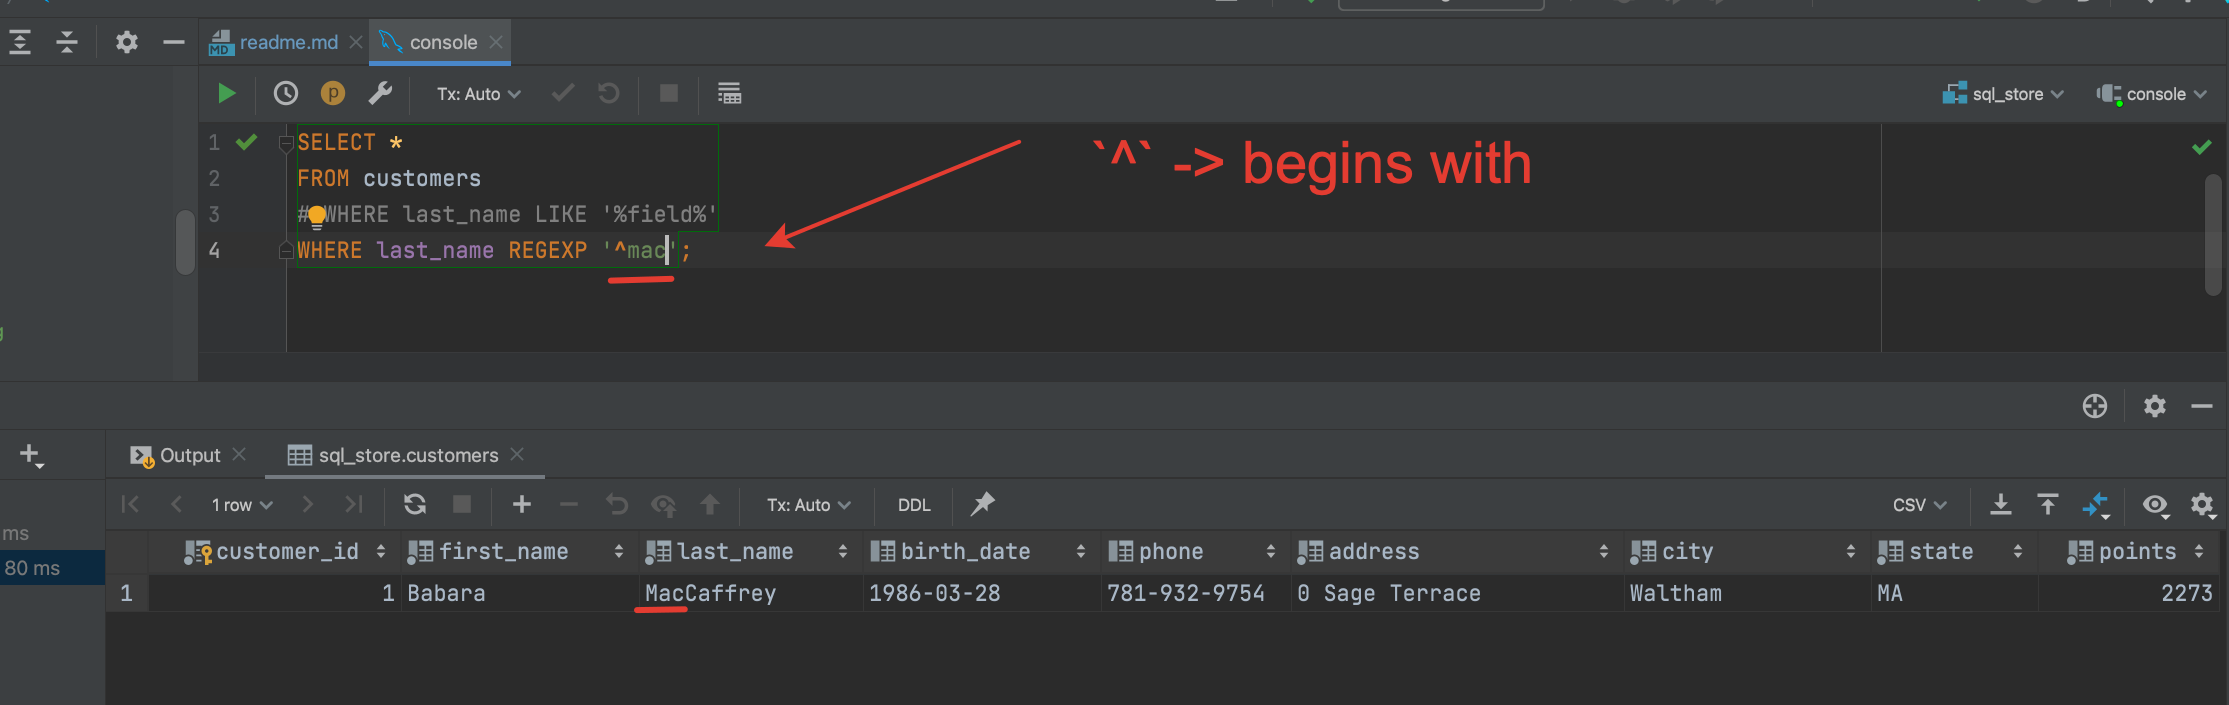 readme.md
console
Tx: Auto
sql_store
console
1 SELECT *
2 FROM customers
3 # WHERE last_name LIKE '%field%'
4 WHERE last_name REGEXP '^mac';
`^` -> begins with
Output
sql_store.customers
1 row
Tx: Auto
DDL
CSV
ms
80 ms
customer_id first_name last_name birth_date phone address city state points
1 1 Babara MacCaffrey 1986-03-28 781-932-9754 0 Sage Terrace Waltham MA 2273